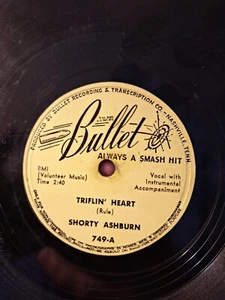 PRODUCED BY BULLET RECORDING & TRANSCRIPTION CO., NASHVILLE, TENN.
Bullet
ALWAYS A SMASH HIT
BMI
(Volunteer Music)
Time 2:40
Vocal with
Instrumental
Accompaniment
TRIFLIN' HEART
(Rule)
SHORTY ASHBURN
749-A